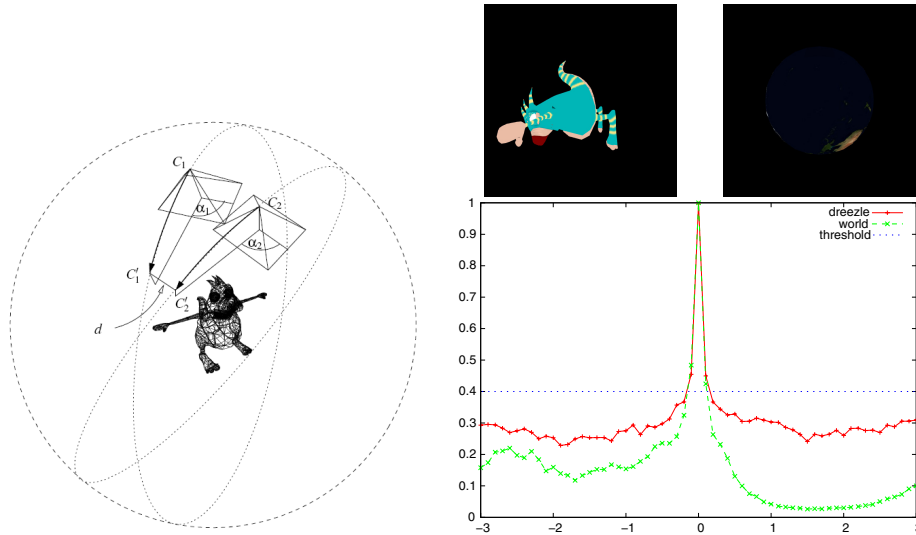 C₁
C₂
α₁
α₂
C′₁
C′₂
d
dreezle
world
threshold
1
0.9
0.8
0.7
0.6
0.5
0.4
0.3
0.2
0.1
0
−3 −2 −1 0 1 2 3